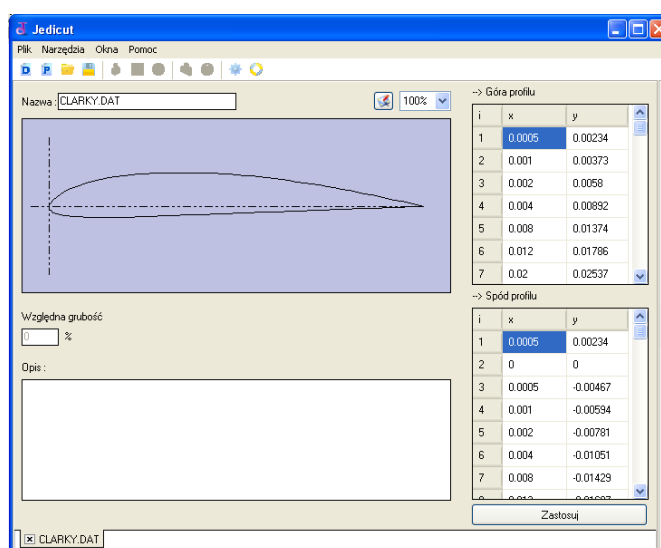 Jedicut
Plik Narzędzia Okna Pomoc
Nazwa : CLARKY.DAT
100%
--> Góra profilu
i x y
1 0.0005 0.00234
2 0.001 0.00373
3 0.002 0.0058
4 0.004 0.00892
5 0.008 0.01374
6 0.012 0.01786
7 0.02 0.02537
Względna grubość
0 %
Opis :
--> Spód profilu
i x y
1 0.0005 0.00234
2 0 0
3 0.0005 -0.00467
4 0.001 -0.00594
5 0.002 -0.00781
6 0.004 -0.01051
7 0.008 -0.01429
Zastosuj
CLARKY.DAT